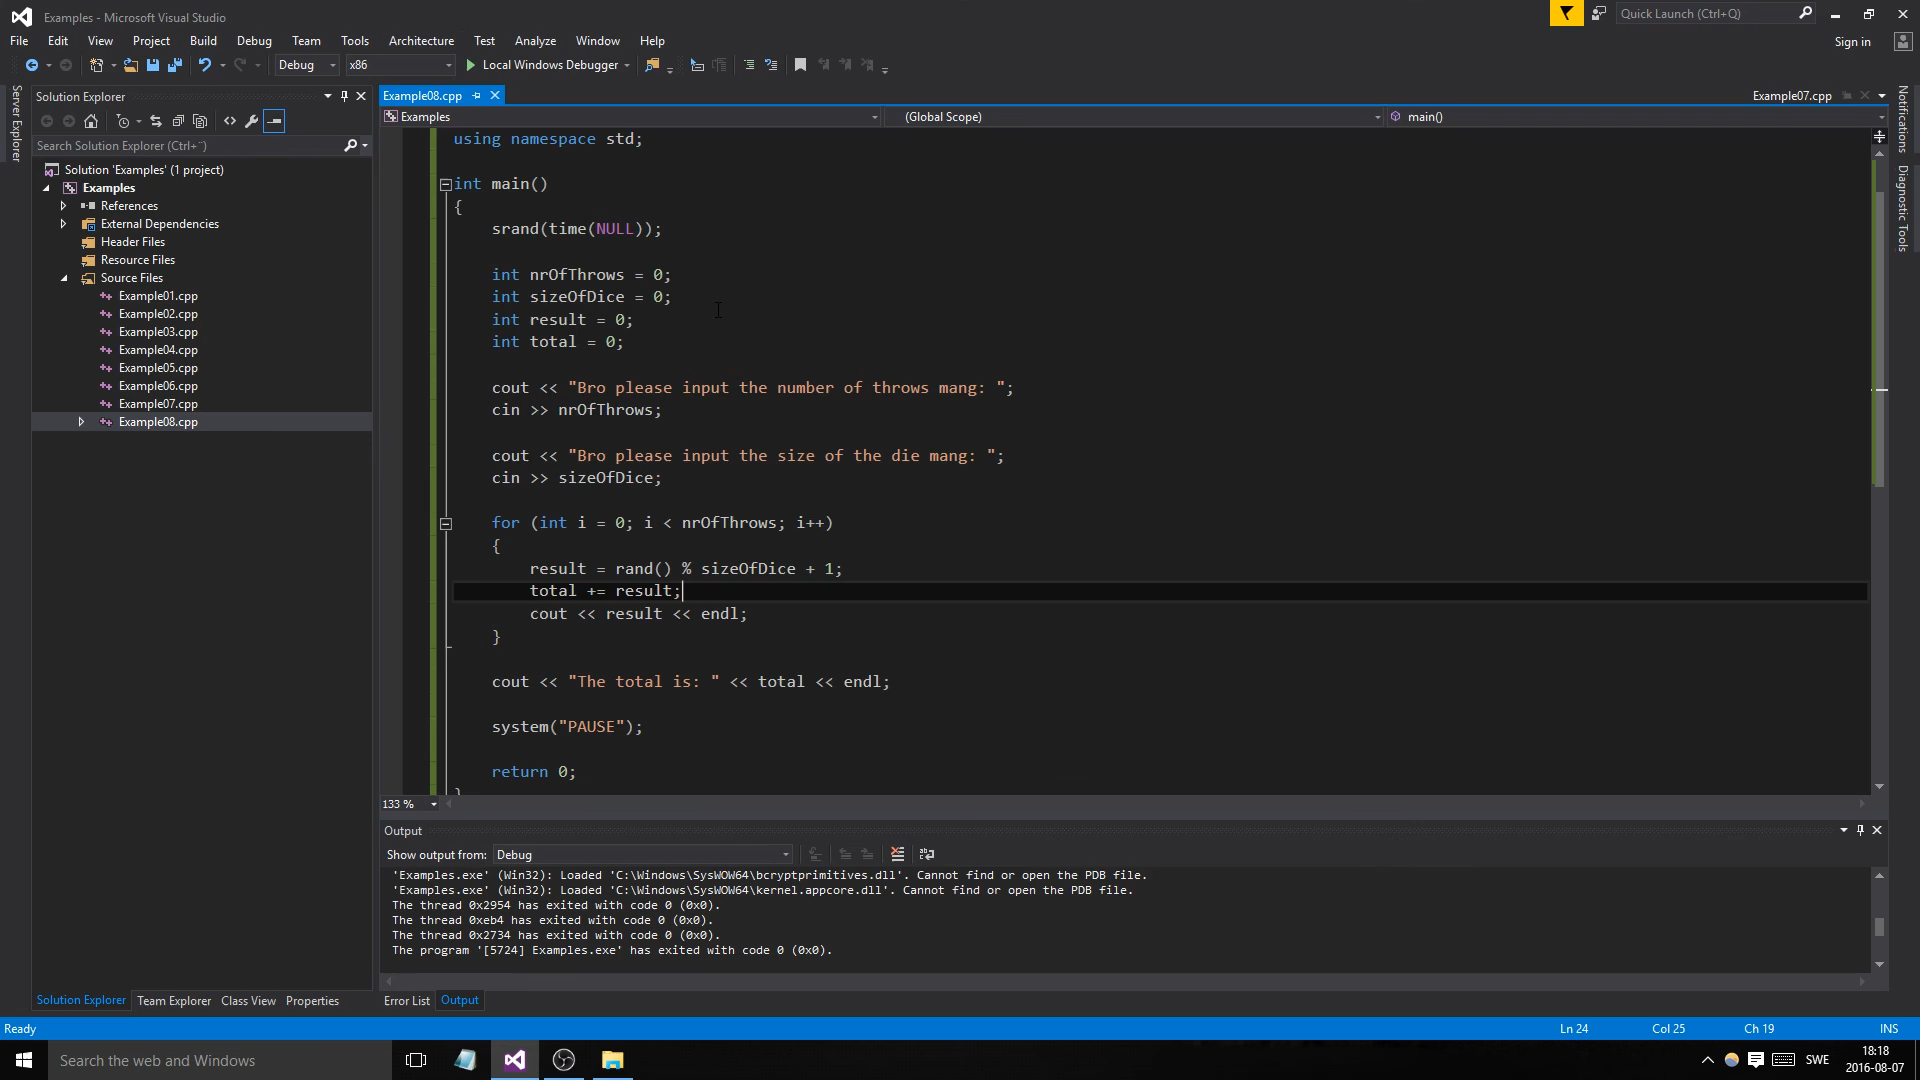 Examples - Microsoft Visual Studio
Quick Launch (Ctrl+Q)
File Edit View Project Build Debug Team Tools Architecture Test Analyze Window Help
Sign in
Debug x86 Local Windows Debugger
Server Explorer
Solution Explorer
Example08.cpp
Example07.cpp
Notifications
Diagnostic Tools
Examples (Global Scope) main()
Search Solution Explorer (Ctrl+¨)
Solution 'Examples' (1 project)
Examples
References
External Dependencies
Header Files
Resource Files
Source Files
Example01.cpp
Example02.cpp
Example03.cpp
Example04.cpp
Example05.cpp
Example06.cpp
Example07.cpp
Example08.cpp
using namespace std;
int main()
{
srand(time(NULL));
int nrOfThrows = 0;
int sizeOfDice = 0;
int result = 0;
int total = 0;
cout << "Bro please input the number of throws mang: ";
cin >> nrOfThrows;
cout << "Bro please input the size of the die mang: ";
cin >> sizeOfDice;
for (int i = 0; i < nrOfThrows; i++)
{
result = rand() % sizeOfDice + 1;
total += result;
cout << result << endl;
}
cout << "The total is: " << total << endl;
system("PAUSE");
return 0;
}
133 %
Output
Show output from: Debug
'Examples.exe' (Win32): Loaded 'C:\Windows\SysWOW64\bcryptprimitives.dll'. Cannot find or open the PDB file.
'Examples.exe' (Win32): Loaded 'C:\Windows\SysWOW64\kernel.appcore.dll'. Cannot find or open the PDB file.
The thread 0x2954 has exited with code 0 (0x0).
The thread 0xeb4 has exited with code 0 (0x0).
The thread 0x2734 has exited with code 0 (0x0).
The program '[5724] Examples.exe' has exited with code 0 (0x0).
Solution Explorer Team Explorer Class View Properties
Error List Output
Ready
Ln 24 Col 25 Ch 19 INS
Search the web and Windows
SWE
18:18
2016-08-07